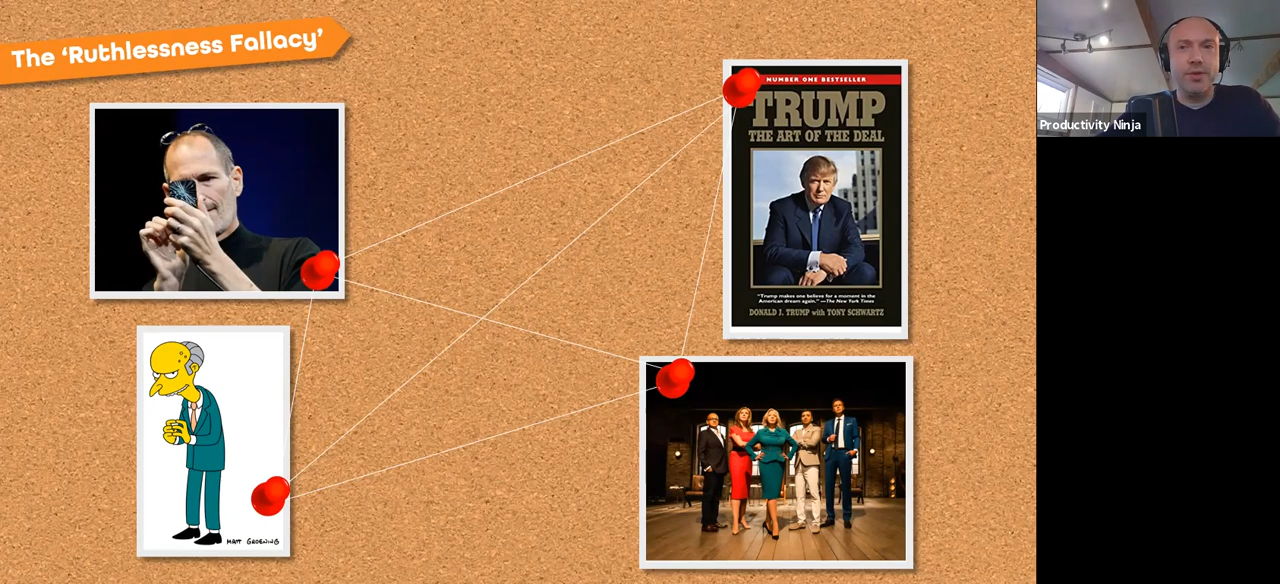 The ‘Ruthlessness Fallacy’
NUMBER ONE BESTSELLER
TRUMP
THE ART OF THE DEAL
"Trump makes one believe for a moment in the
American dream again." —The New York Times
DONALD J. TRUMP with TONY SCHWARTZ
MATT GROENING
Productivity Ninja